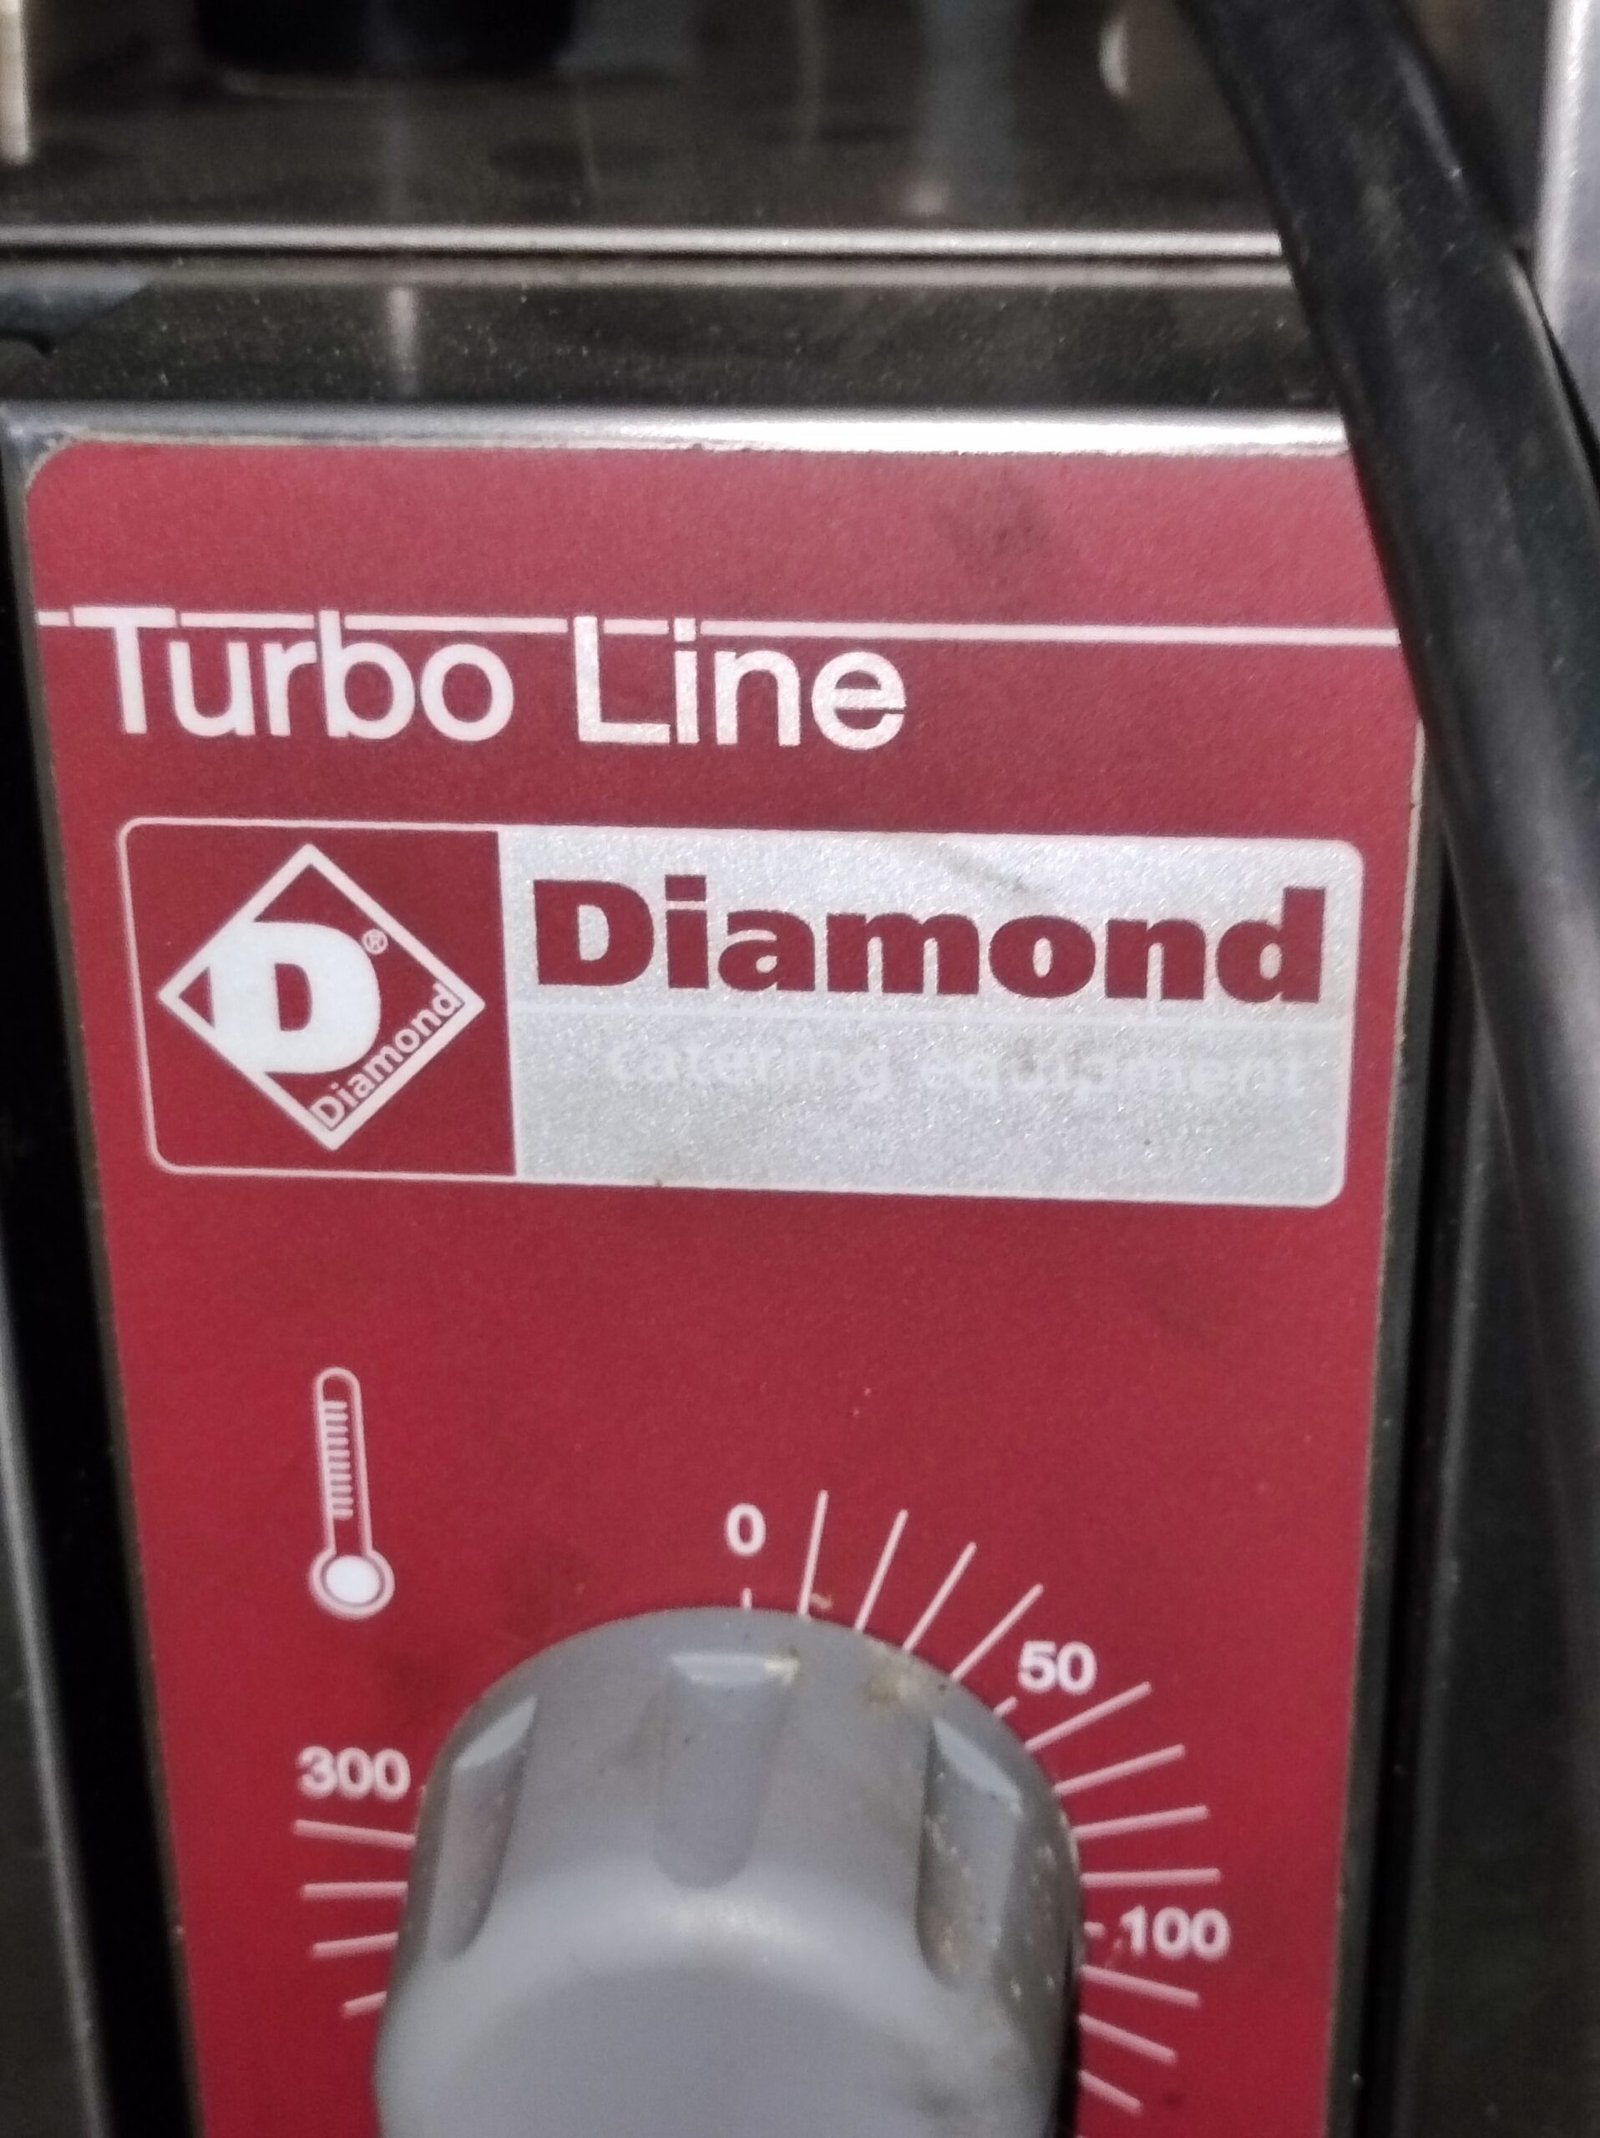 Turbo Line
D®
Diamond
Diamond
catering equipment
0
50
300
100